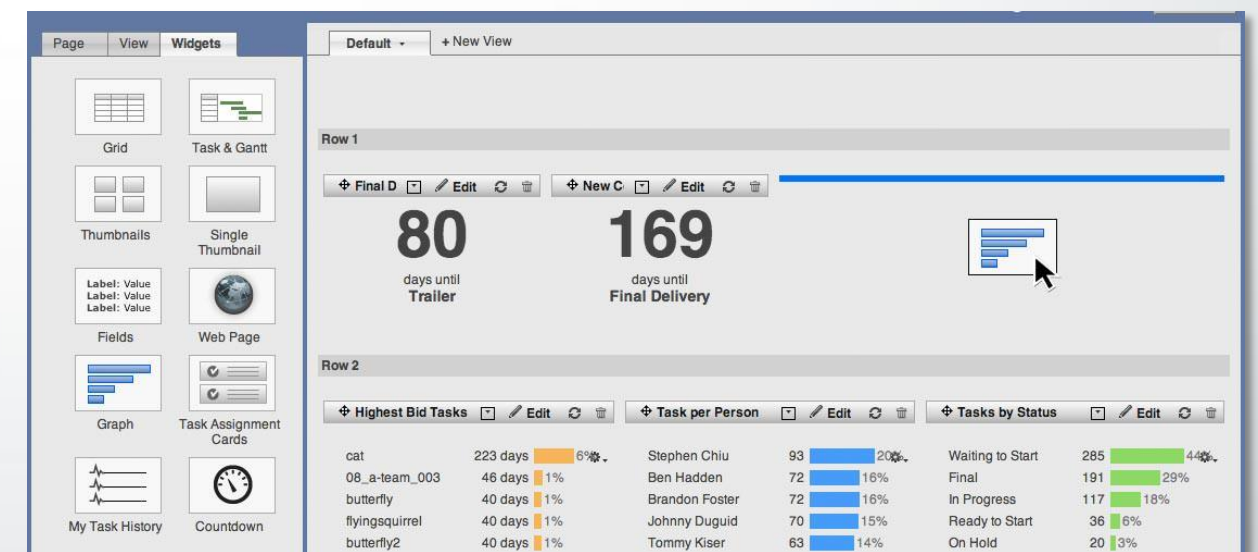 Page View Widgets
Default + New View
Grid
Task & Gantt
Thumbnails
Single
Thumbnail
Label: Value
Label: Value
Label: Value
Fields
Web Page
Graph
Task Assignment
Cards
My Task History
Countdown
Row 1
Final D Edit
New C Edit
80
days until
Trailer
169
days until
Final Delivery
Row 2
Highest Bid Tasks Edit
cat 223 days 6%
08_a-team_003 46 days 1%
butterfly 40 days 1%
flyingsquirrel 40 days 1%
butterfly2 40 days 1%
Task per Person Edit
Stephen Chiu 93 20%
Ben Hadden 72 16%
Brandon Foster 72 16%
Johnny Duguid 70 15%
Tommy Kiser 63 14%
Tasks by Status Edit
Waiting to Start 285 44%
Final 191 29%
In Progress 117 18%
Ready to Start 36 6%
On Hold 20 3%